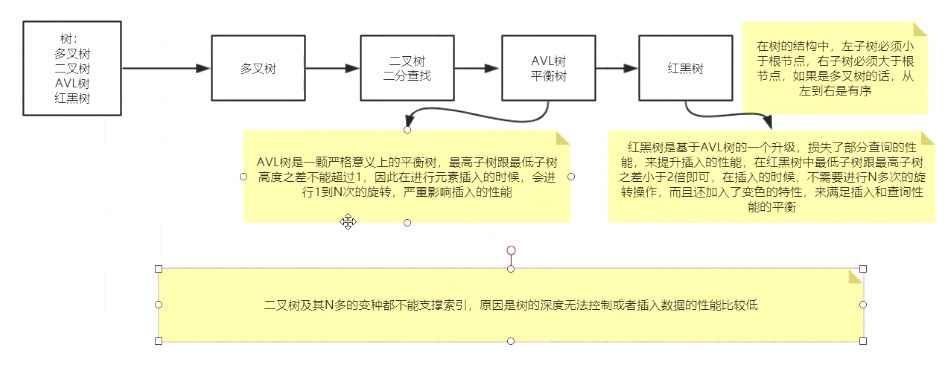 树：
多叉树
二叉树
AVL树
红黑树
多叉树
二叉树
二分查找
AVL树
平衡树
红黑树
在树的结构中，左子树必须小
于根节点，右子树必须大于根
节点，如果是多叉树的话，从
左到右是有序
AVL树是一颗严格意义上的平衡树，最高子树跟最低子树
高度之差不能超过1，因此在进行元素插入的时候，会进
行1到N次的旋转，严重影响插入的性能
红黑树是基于AVL树的一个升级，损失了部分查询的性
能，来提升插入的性能，在红黑树中最低子树跟最高子树
之差小于2倍即可，在插入的时候，不需要进行N多次的旋
转操作，而且还加入了变色的特性，来满足插入和查询性
能的平衡
二叉树及其N多的变种都不能支撑索引，原因是树的深度无法控制或者插入数据的性能比较低